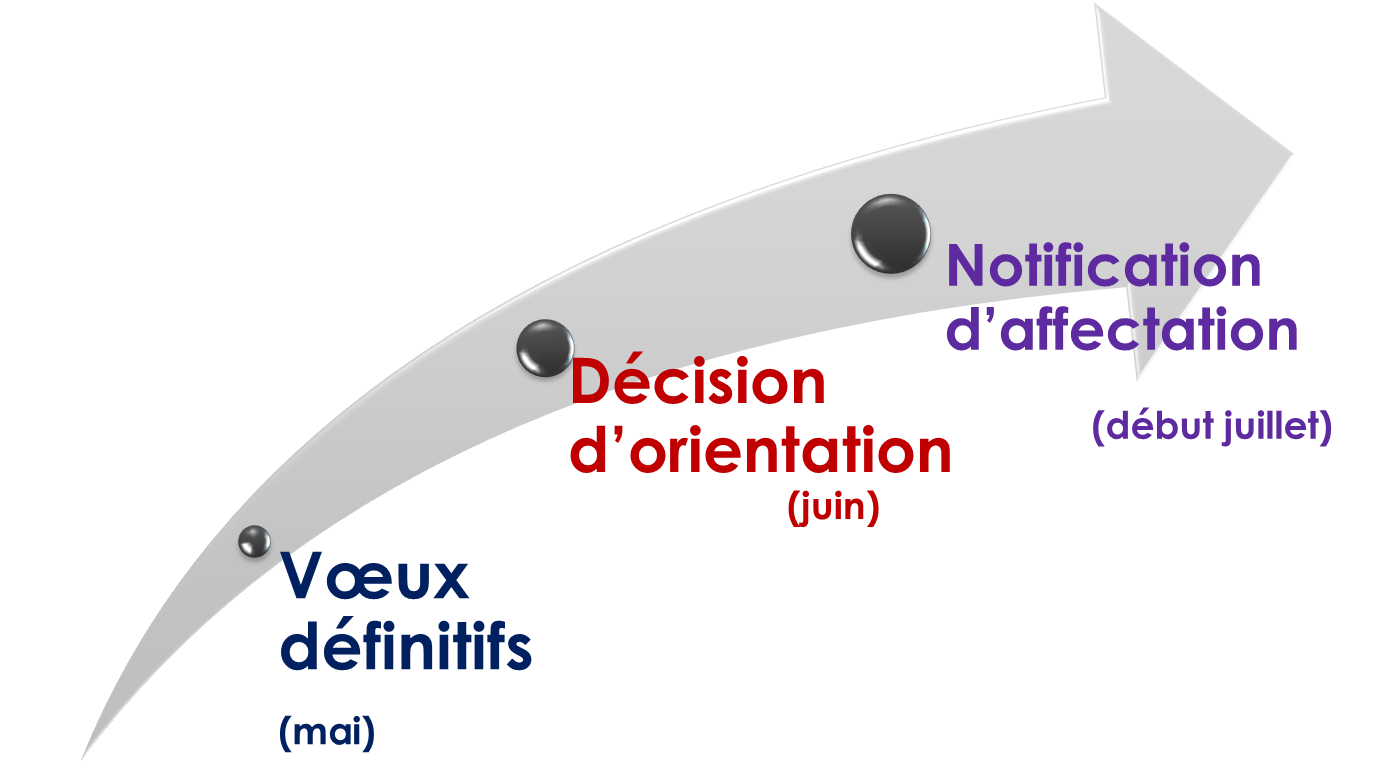 Notification
d’affectation
(début juillet)
Décision
d’orientation
(juin)
Vœux
définitifs
(mai)